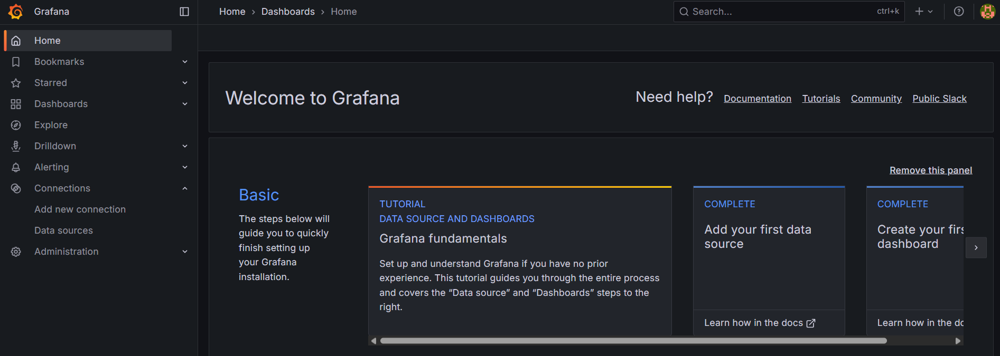 Grafana
Home › Dashboards › Home
Search...
ctrl+k
Home
Bookmarks
Starred
Dashboards
Explore
Drilldown
Alerting
Connections
Add new connection
Data sources
Administration
Welcome to Grafana
Need help?
Documentation
Tutorials
Community
Public Slack
Remove this panel
Basic
The steps below will
guide you to quickly
finish setting up
your Grafana
installation.
TUTORIAL
DATA SOURCE AND DASHBOARDS
Grafana fundamentals
Set up and understand Grafana if you have no prior
experience. This tutorial guides you through the entire process
and covers the “Data source” and “Dashboards” steps to the
right.
COMPLETE
Add your first data
source
Learn how in the docs
COMPLETE
Create your firs
dashboard
Learn how in the do